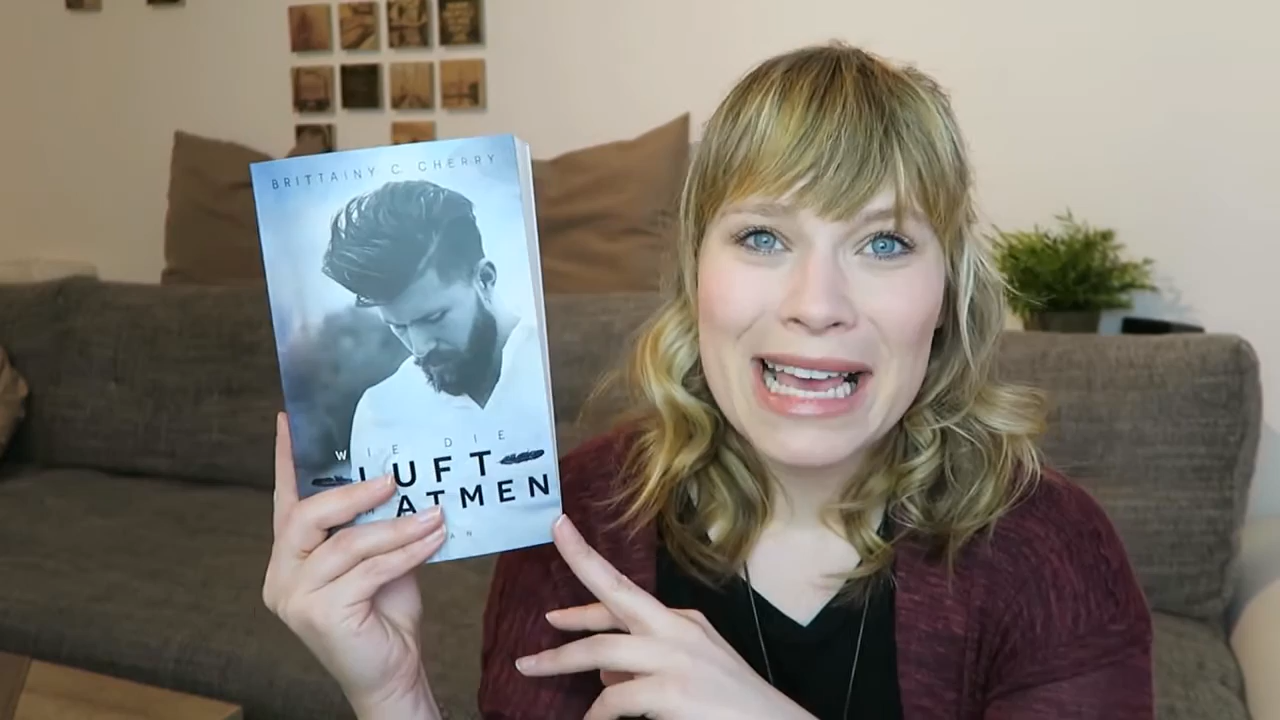 BRITTAINY C. CHERRY
WIE DIE
LUFT
ATMEN